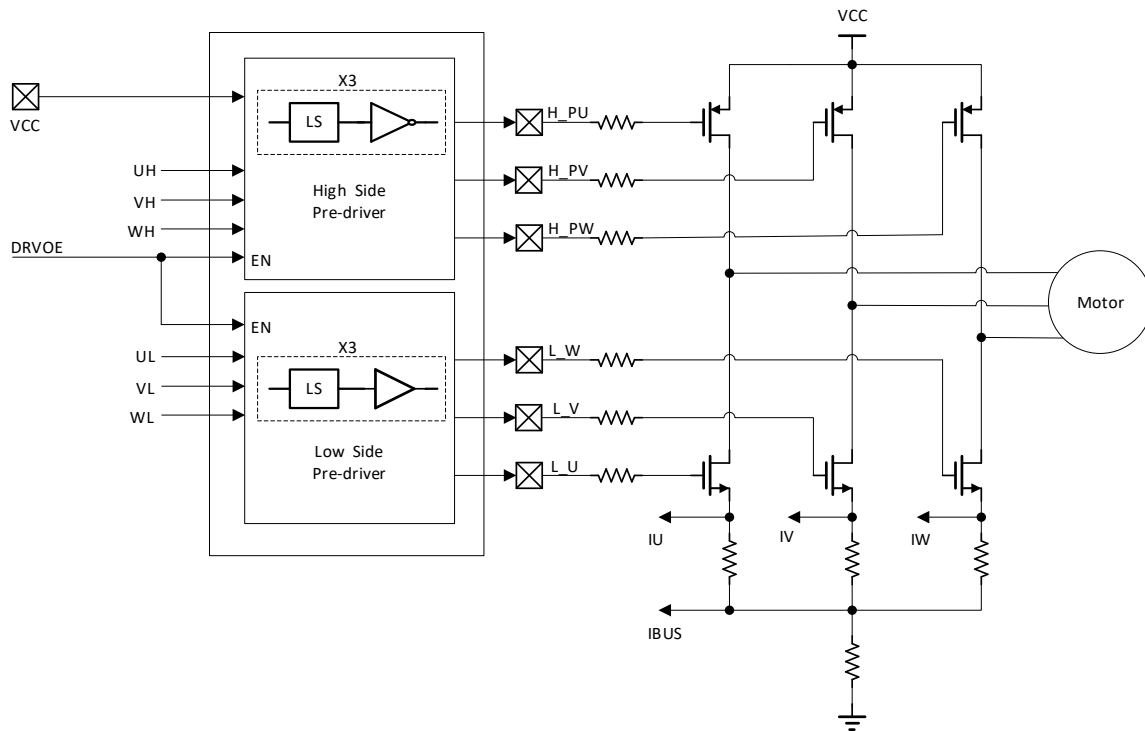 VCC
X3
LS
VCC
H_PU
H_PV
H_PW
UH
VH
WH
DRVOE
EN
High Side
Pre-driver
Motor
EN
UL
VL
WL
X3
LS
Low Side
Pre-driver
L_W
L_V
L_U
IU
IV
IW
IBUS